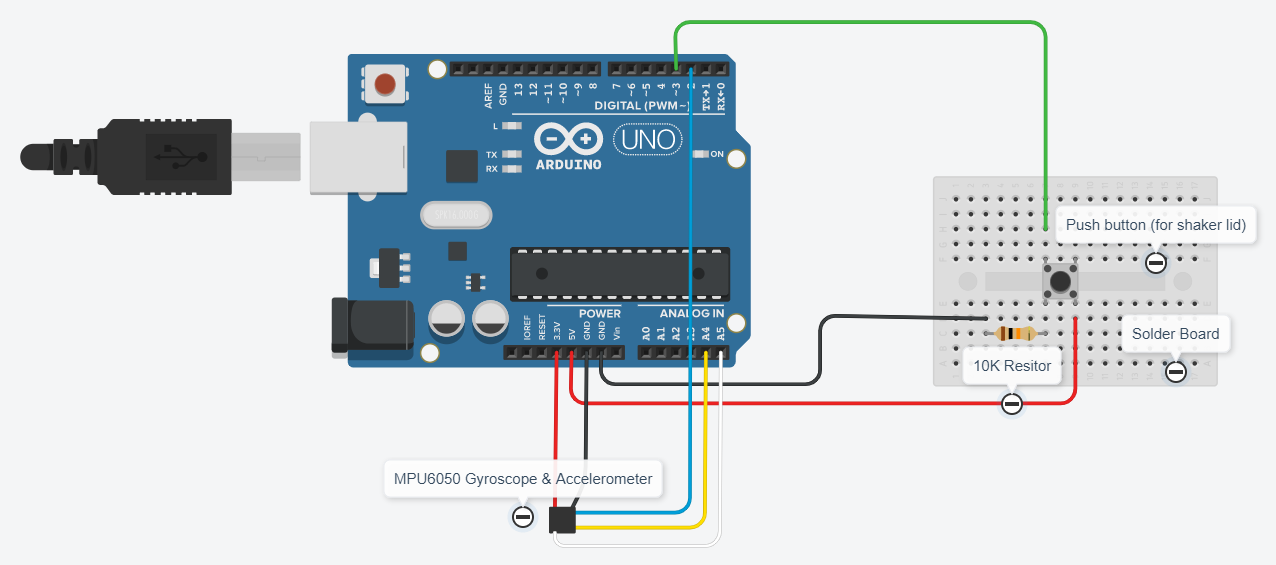 AREF
GND
13
12
~11
~10
~9
8
7
~6
~5
4
~3
TX→1
RX←0
DIGITAL (PWM ~)
L
TX
RX
ARDUINO
UNO
ON
POWER
ANALOG IN
IOREF
RESET
3.3V
5V
GND
GND
Vin
A0
A1
A2
A4
A5
Push button (for shaker lid)
Solder Board
10K Resitor
MPU6050 Gyroscope & Accelerometer